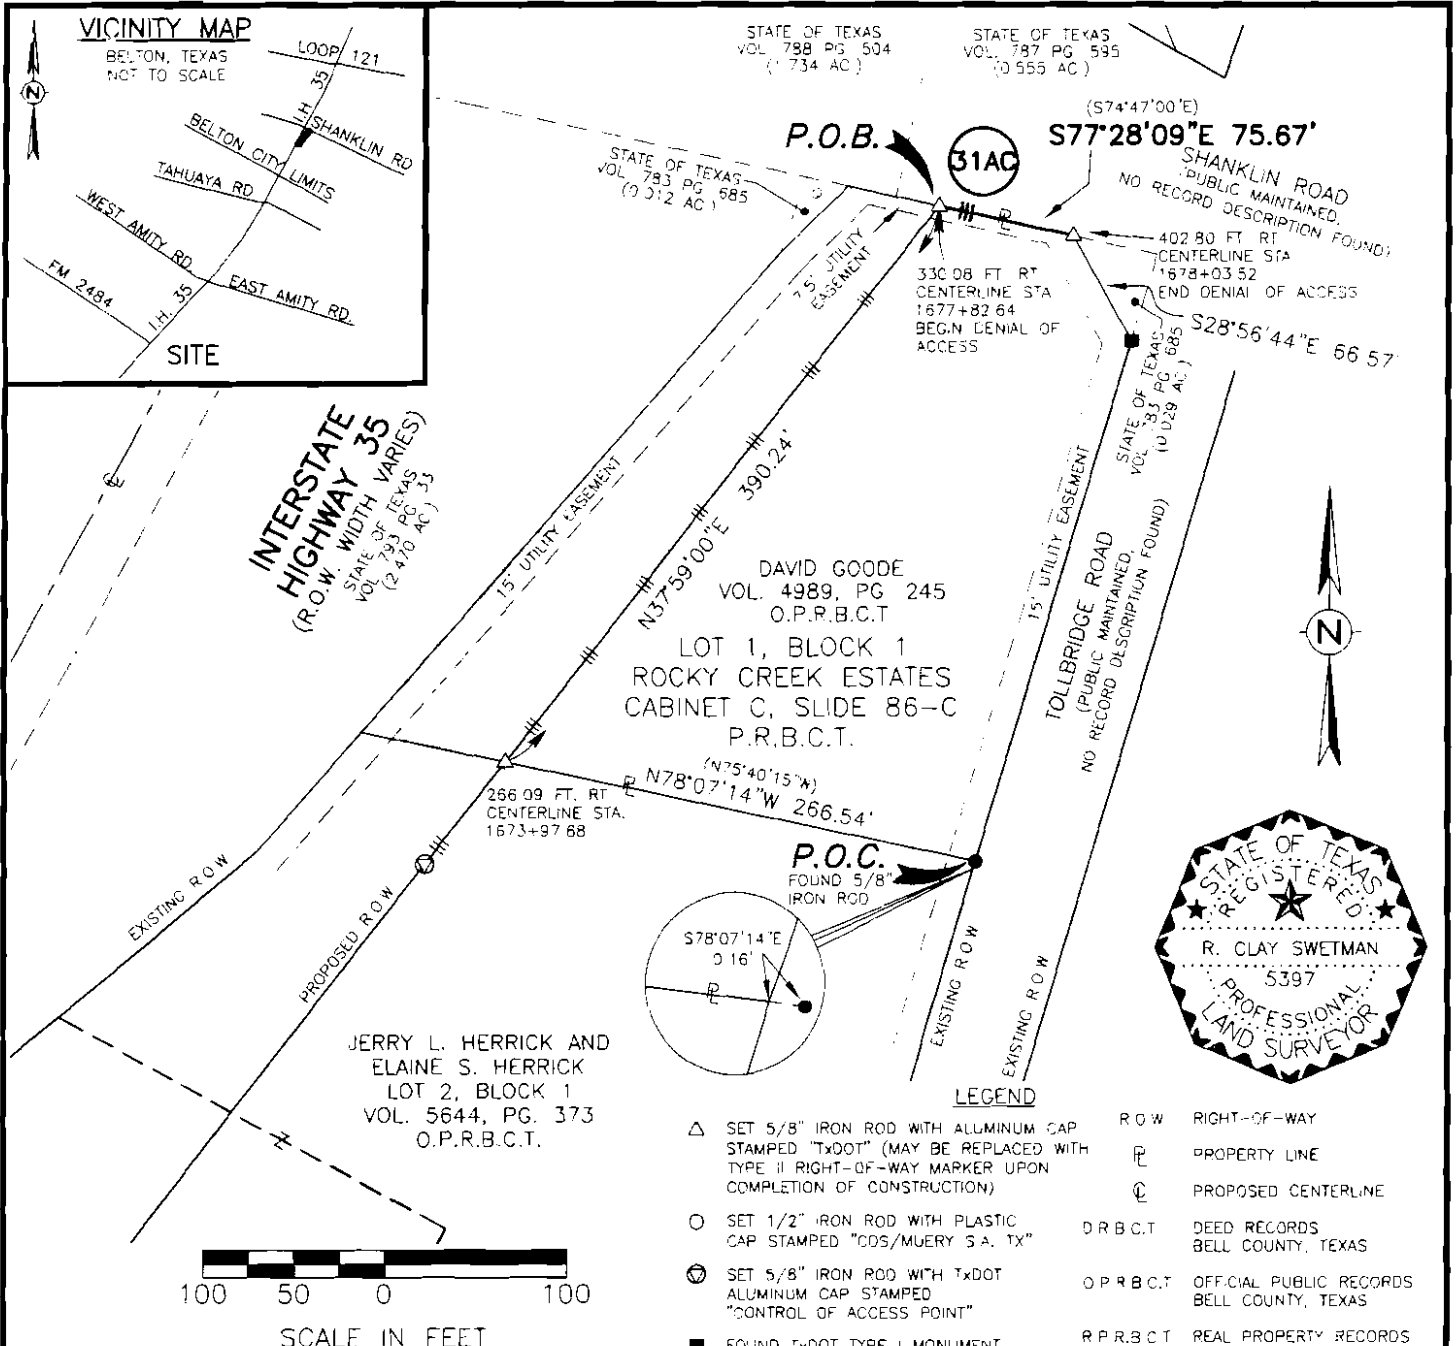 VICINITY MAP
BELTON, TEXAS
NOT TO SCALE
N
LOOP 121
I.H. 35
SHANKLIN RD
BELTON CITY LIMITS
TAHUAYA RD
WEST AMITY RD.
EAST AMITY RD.
FM 2484
I.H. 35
SITE
STATE OF TEXAS
VOL 788 PG 504
734 AC )
STATE OF TEXAS
VOL 787 PG 595
(0 555 AC )
(S74°47'00"E)
S77°28'09"E 75.67'
P.O.B.
31AC
STATE OF TEXAS
VOL 783 PG 685
(0 012 AC )
SHANKLIN ROAD
(PUBLIC MAINTAINED,
NO RECORD DESCRIPTION FOUND)
7.5' UTILITY
EASEMENT
330 08 FT RT
CENTERLINE STA
1677+82 64
BEGIN DENIAL OF
ACCESS
402 80 FT RT
CENTERLINE STA
1678+03 52
END DENIAL OF ACCESS
S28°56'44"E 66 57'
STATE OF TEXAS
VOL 783 PG 685
(0 029 AC )
INTERSTATE
HIGHWAY 35
(R.O.W. WIDTH VARIES)
STATE OF TEXAS
VOL 793 PG 33
(2 470 AC )
15' UTILITY EASEMENT
N37°59'00"E 390.24'
DAVID GOODE
VOL. 4989, PG 245
O.P.R.B.C.T
LOT 1, BLOCK 1
ROCKY CREEK ESTATES
CABINET C, SLIDE 86-C
P.R.B.C.T.
15' UTILITY EASEMENT
TOLLBRIDGE ROAD
(PUBLIC MAINTAINED,
NO RECORD DESCRIPTION FOUND)
N
(N75°40'15"W)
N78°07'14"W 266.54'
266 09 FT. RT
CENTERLINE STA.
1673+97 68
P.O.C.
FOUND 5/8"
IRON ROD
S78°07'14"E
0 16'
EXISTING R O W
PROPOSED R O W
EXISTING R O W
EXISTING R O W
STATE OF TEXAS
REGISTERED
R. CLAY SWETMAN
5397
PROFESSIONAL
LAND SURVEYOR
JERRY L. HERRICK AND
ELAINE S. HERRICK
LOT 2, BLOCK 1
VOL. 5644, PG. 373
O.P.R.B.C.T.
100 50 0 100
SCALE IN FEET
LEGEND
SET 5/8" IRON ROD WITH ALUMINUM CAP
STAMPED "TxDOT" (MAY BE REPLACED WITH
TYPE II RIGHT-OF-WAY MARKER UPON
COMPLETION OF CONSTRUCTION)
SET 1/2" IRON ROD WITH PLASTIC
CAP STAMPED "COS/MUERY S.A. TX"
SET 5/8" IRON ROD WITH TxDOT
ALUMINUM CAP STAMPED
"CONTROL OF ACCESS POINT"
FOUND TxDOT TYPE I MONUMENT
R O W RIGHT-OF-WAY
PROPERTY LINE
PROPOSED CENTERLINE
D R B C.T DEED RECORDS
BELL COUNTY, TEXAS
O P R B C.T OFFICIAL PUBLIC RECORDS
BELL COUNTY, TEXAS
R P R.B C T REAL PROPERTY RECORDS